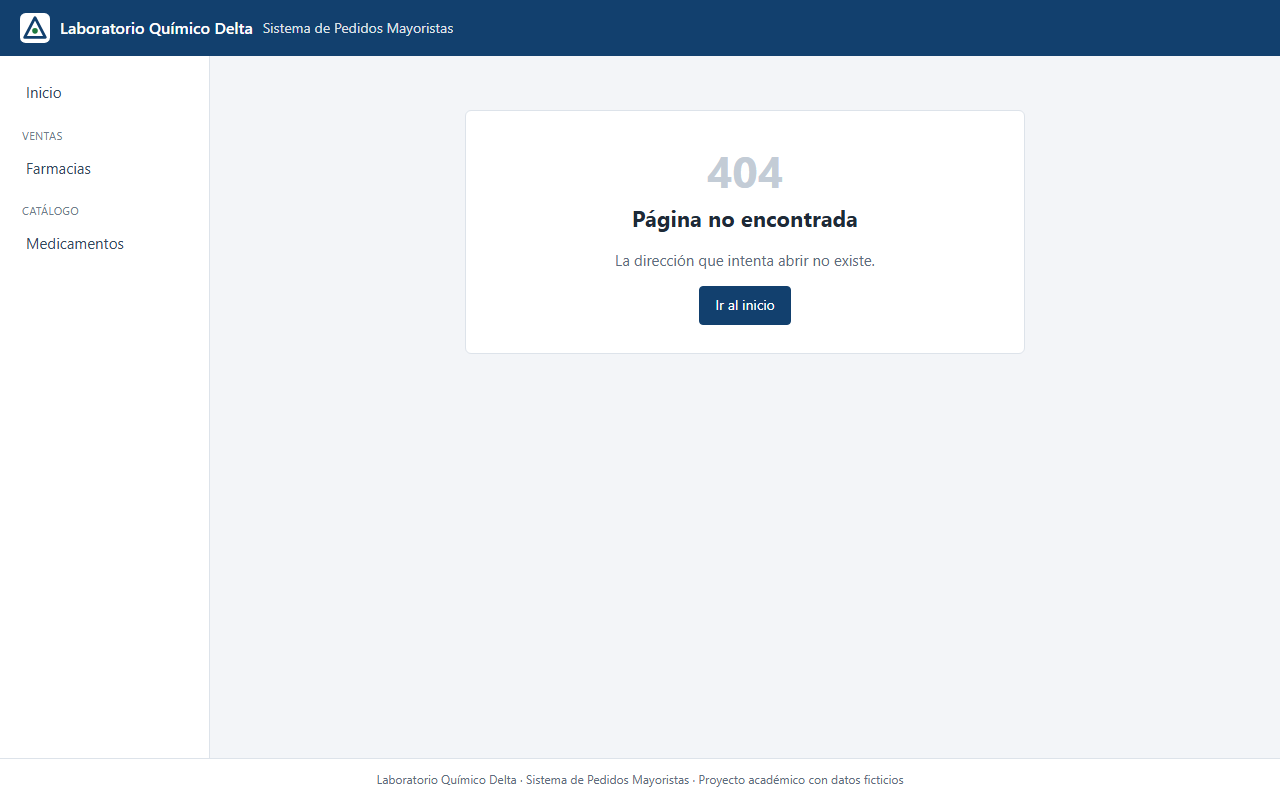 Laboratorio Químico Delta Sistema de Pedidos Mayoristas
Inicio
VENTAS
Farmacias
CATÁLOGO
Medicamentos
404
Página no encontrada
La dirección que intenta abrir no existe.
Ir al inicio
Laboratorio Químico Delta · Sistema de Pedidos Mayoristas · Proyecto académico con datos ficticios